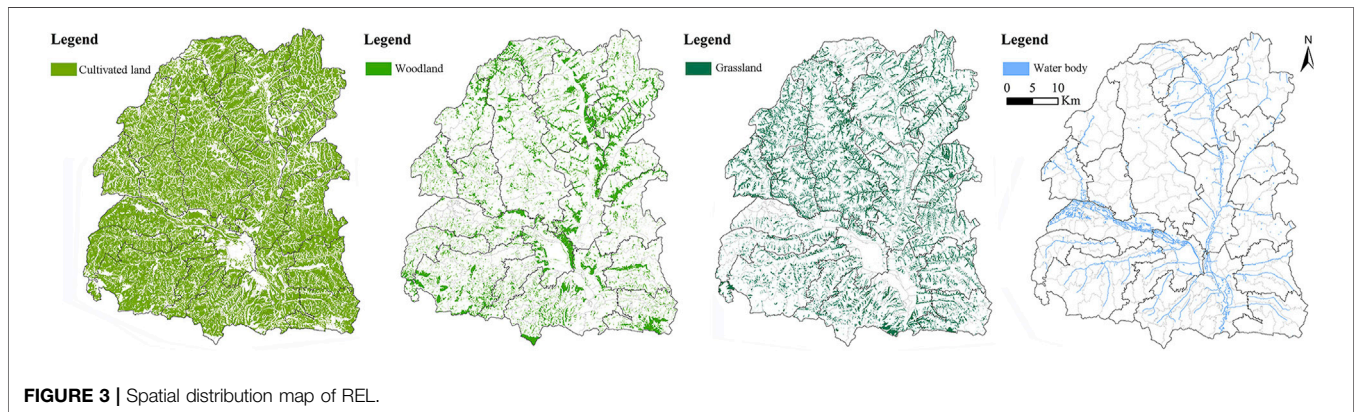 Legend
Cultivated land
Legend
Woodland
Legend
Grassland
Legend
Water body
0 5 10
Km
N
FIGURE 3 | Spatial distribution map of REL.